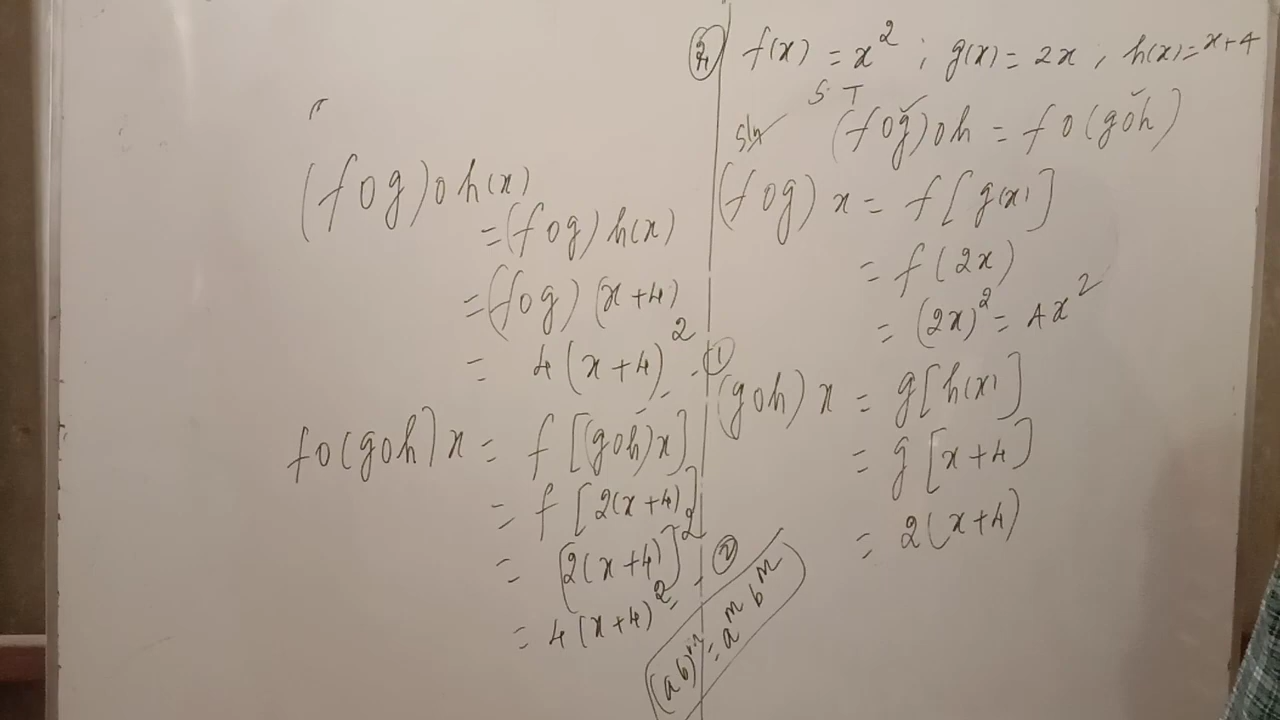 2, f(x) = x² ; g(x) = 2x , h(x) = x+4
S.T
Sly (fog)oh = fo(goh)
(fog) x = f[g(x)]
= f(2x)
= (2x)² = 4x²
(goh) x = g[h(x)]
= g[x+4]
= 2(x+4)
(fog)oh(x)
= (fog)h(x)
= (fog)(x+4)
= 4(x+4)² - ①
fo(goh)x = f[(goh)x]
= f[2(x+4)]
= [2(x+4)]²
= 4(x+4)² - ②
(ab)ᵐ = aᵐbᵐ